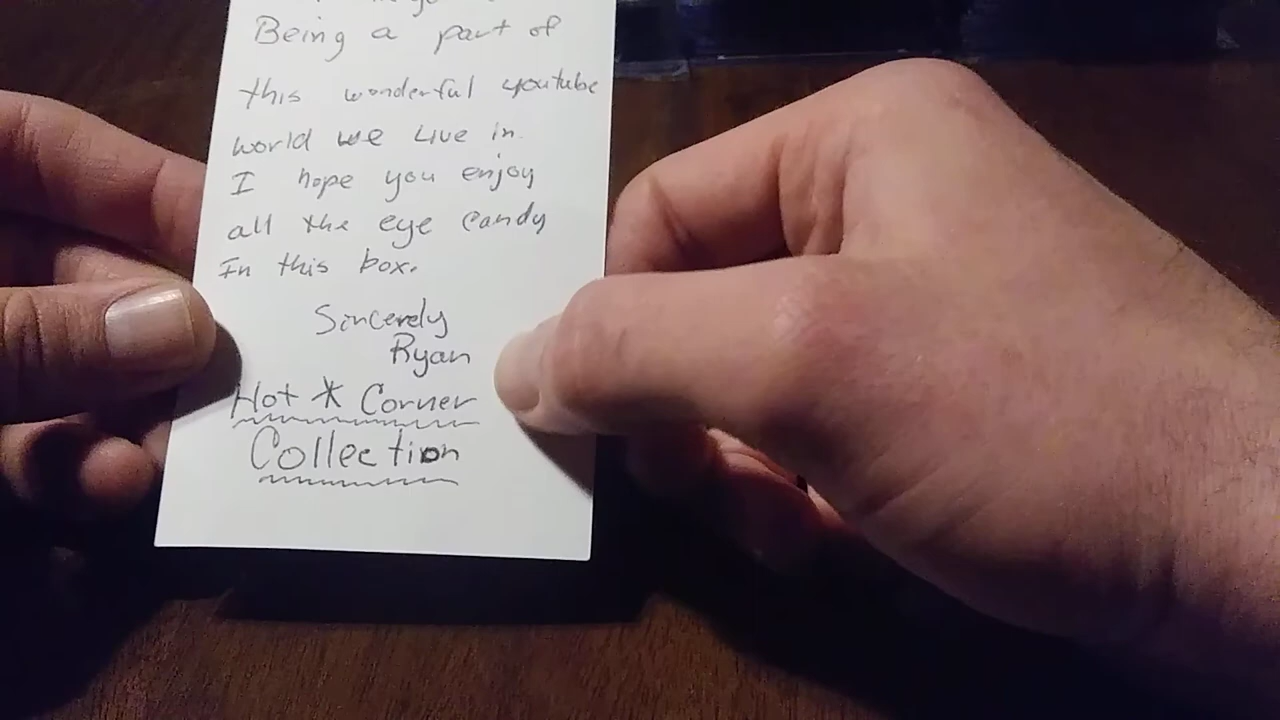 Being a part of
this wonderful youtube
world we Live in.
I hope you enjoy
all the eye candy
In this box.
Sincerely
Ryan
Hot * Corner
Collection